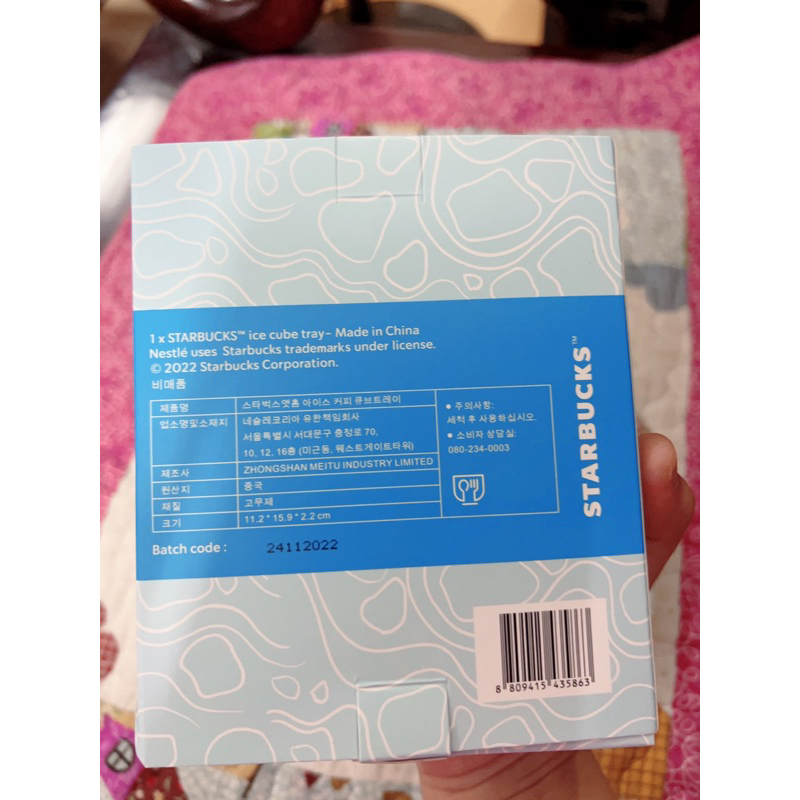 1 x STARBUCKS™ ice cube tray- Made in China
Nestlé uses Starbucks trademarks under license.
© 2022 Starbucks Corporation.
비매품
제품명 스타벅스앳홈 아이스 커피 큐브트레이
업소명및소재지 네슬레코리아 유한책임회사
서울특별시 서대문구 충정로 70,
10, 12, 16층 (미근동, 웨스트게이트타워)
제조사 ZHONGSHAN MEITU INDUSTRY LIMITED
원산지 중국
재질 고무제
크기 11.2 * 15.9 * 2.2 cm
● 주의사항:
세척 후 사용하십시오.
● 소비자 상담실:
080-234-0003
Batch code : 24112022
STARBUCKS™
8 809415 435863